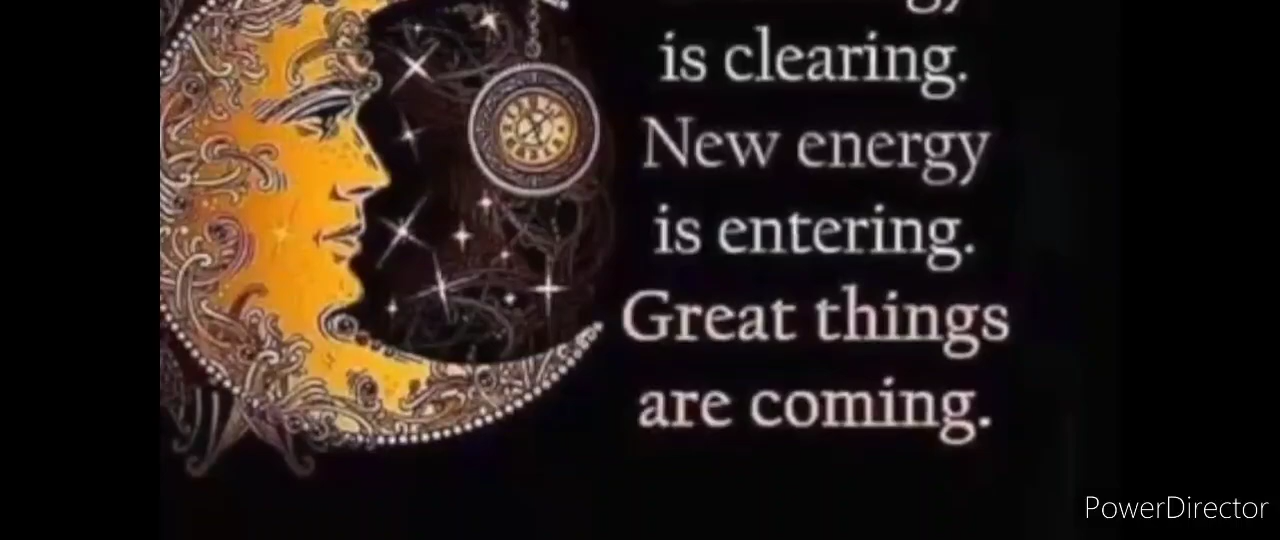 is clearing.
New energy
is entering.
Great things
are coming.
PowerDirector